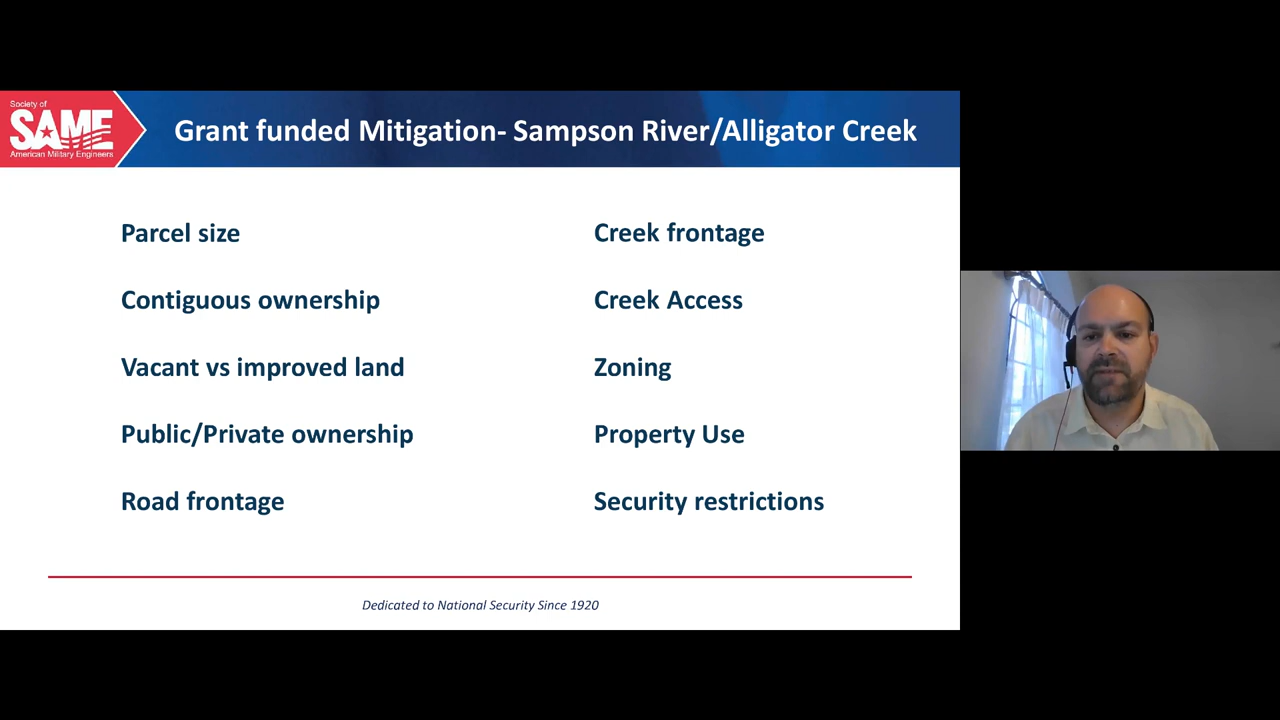 Society of
SAME
American Military Engineers
Grant funded Mitigation- Sampson River/Alligator Creek
Parcel size
Contiguous ownership
Vacant vs improved land
Public/Private ownership
Road frontage
Creek frontage
Creek Access
Zoning
Property Use
Security restrictions
Dedicated to National Security Since 1920